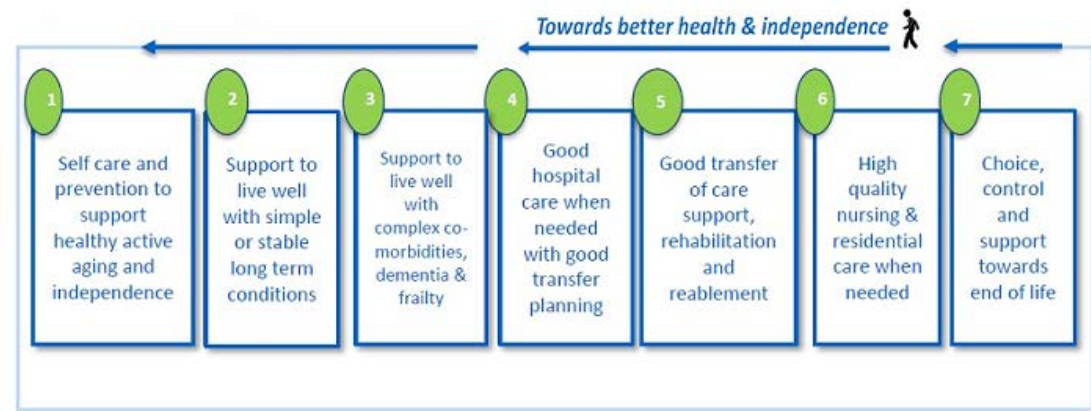 Towards better health & independence
1
Self care and
prevention to
support
healthy active
aging and
independence
2
Support to
live well
with simple
or stable
long term
conditions
3
Support to
live well
with
complex co-
morbidities,
dementia &
frailty
4
Good
hospital
care when
needed
with good
transfer
planning
5
Good transfer
of care
support,
rehabilitation
and
reablement
6
High
quality
nursing &
residential
care when
needed
7
Choice,
control
and
support
towards
end of life